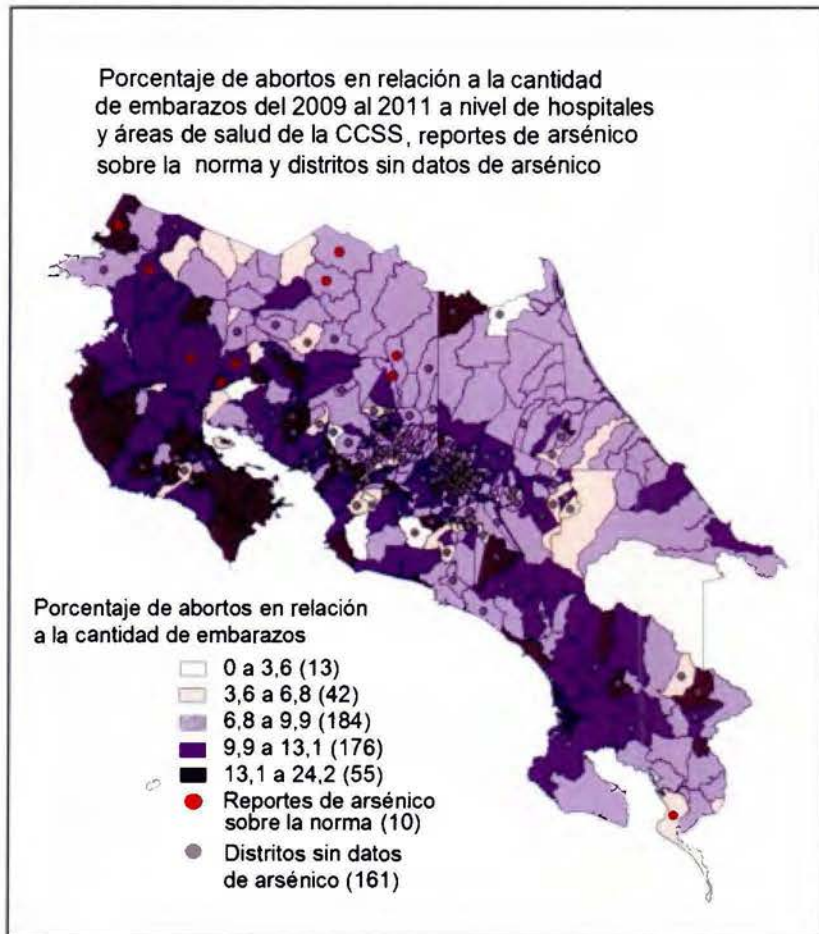 Porcentaje de abortos en relación a la cantidad
de embarazos del 2009 al 2011 a nivel de hospitales
y áreas de salud de la CCSS, reportes de arsénico
sobre la norma y distritos sin datos de arsénico
Porcentaje de abortos en relación
a la cantidad de embarazos
0 a 3,6 (13)
3,6 a 6,8 (42)
6,8 a 9,9 (184)
9,9 a 13,1 (176)
13,1 a 24,2 (55)
Reportes de arsénico
sobre la norma (10)
Distritos sin datos
de arsénico (161)